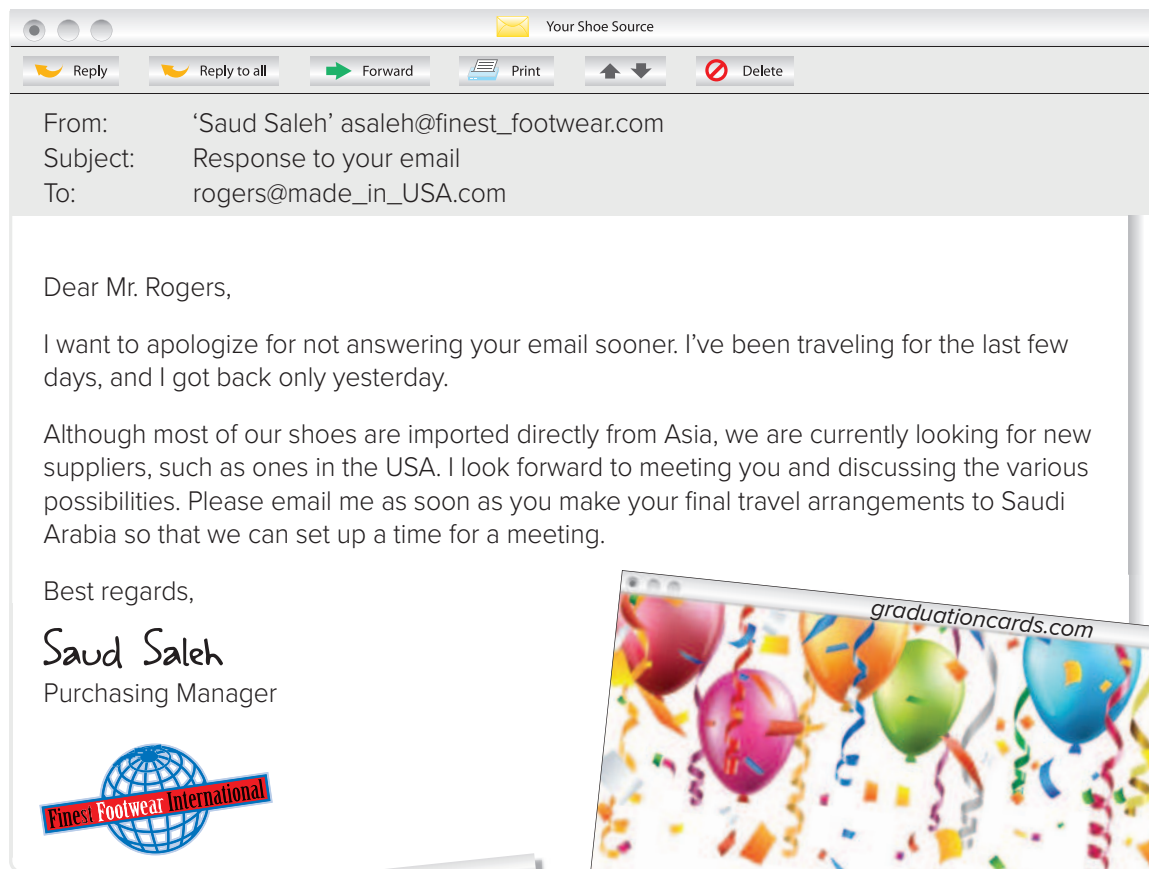 Your Shoe Source
Reply
Reply to all
Forward
Print
Delete
From: ‘Saud Saleh’ asaleh@finest_footwear.com
Subject: Response to your email
To: rogers@made_in_USA.com
Dear Mr. Rogers,
I want to apologize for not answering your email sooner. I’ve been traveling for the last few
days, and I got back only yesterday.
Although most of our shoes are imported directly from Asia, we are currently looking for new
suppliers, such as ones in the USA. I look forward to meeting you and discussing the various
possibilities. Please email me as soon as you make your final travel arrangements to Saudi
Arabia so that we can set up a time for a meeting.
Best regards,
Saud Saleh
Purchasing Manager
Finest Footwear International
graduationcards.com